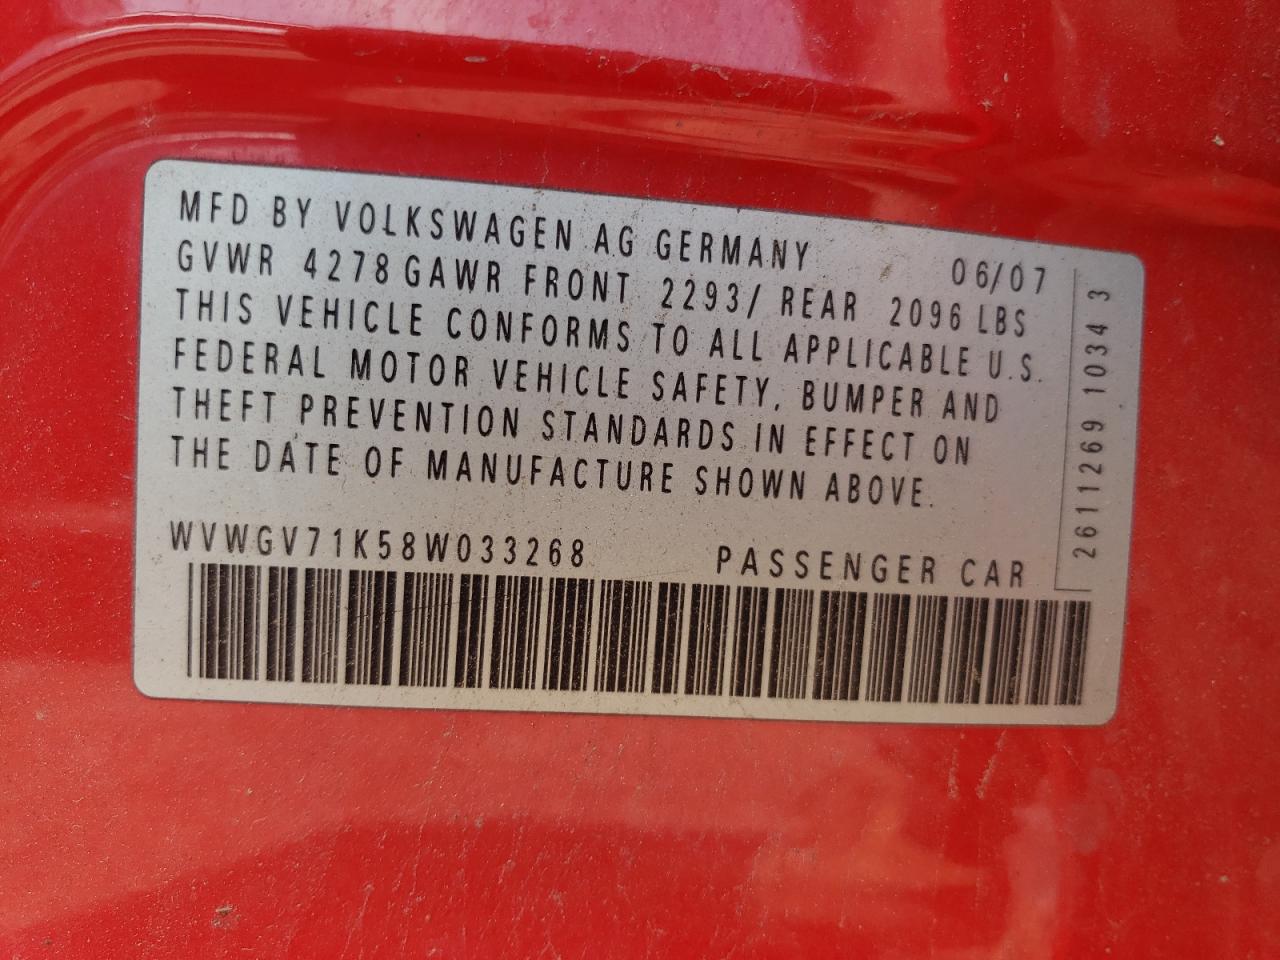 MFD BY VOLKSWAGEN AG GERMANY 06/07
GVWR 4278 GAWR FRONT 2293/ REAR 2096 LBS
THIS VEHICLE CONFORMS TO ALL APPLICABLE U.S.
FEDERAL MOTOR VEHICLE SAFETY, BUMPER AND
THEFT PREVENTION STANDARDS IN EFFECT ON
THE DATE OF MANUFACTURE SHOWN ABOVE.
WVWGV71K58W033268 PASSENGER CAR
2611269 1034 3